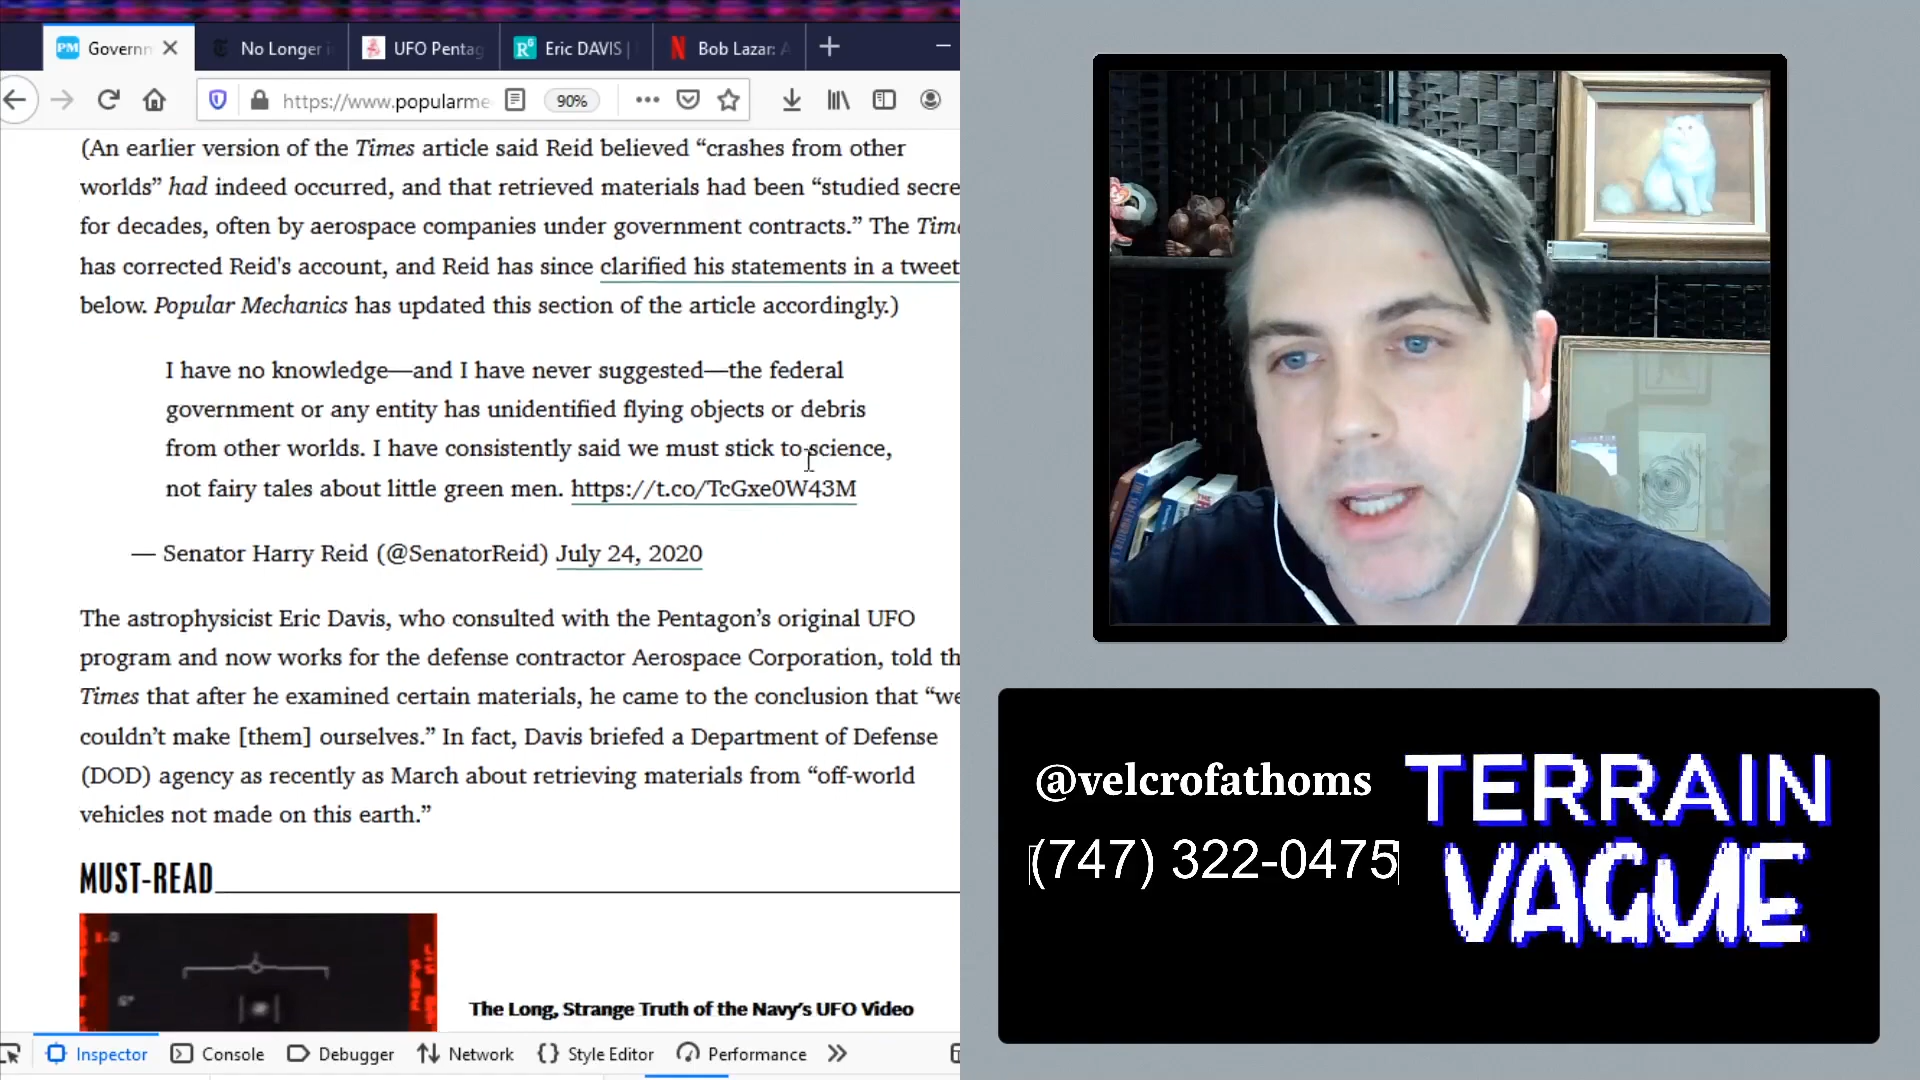 PM Governn
No Longer i
UFO Pentag
Eric DAVIS |
Bob Lazar: A
https://www.popularme
90%
(An earlier version of the Times article said Reid believed “crashes from other
worlds” had indeed occurred, and that retrieved materials had been “studied secre
for decades, often by aerospace companies under government contracts.” The Time
has corrected Reid's account, and Reid has since clarified his statements in a tweet
below. Popular Mechanics has updated this section of the article accordingly.)
I have no knowledge—and I have never suggested—the federal
government or any entity has unidentified flying objects or debris
from other worlds. I have consistently said we must stick to science,
not fairy tales about little green men. https://t.co/TcGxe0W43M
— Senator Harry Reid (@SenatorReid) July 24, 2020
The astrophysicist Eric Davis, who consulted with the Pentagon’s original UFO
program and now works for the defense contractor Aerospace Corporation, told th
Times that after he examined certain materials, he came to the conclusion that “we
couldn’t make [them] ourselves.” In fact, Davis briefed a Department of Defense
(DOD) agency as recently as March about retrieving materials from “off-world
vehicles not made on this earth.”
MUST-READ
The Long, Strange Truth of the Navy’s UFO Video
Inspector
Console
Debugger
Network
Style Editor
Performance
@velcrofathoms
(747) 322-0475
TERRAIN
VAGUE